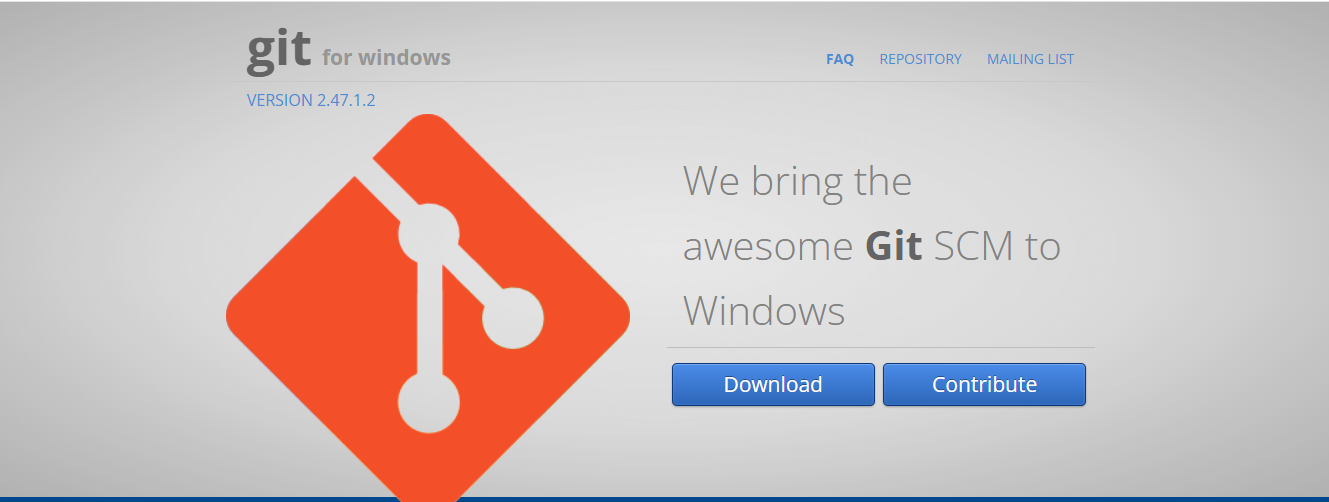 git for windows
FAQ REPOSITORY MAILING LIST
VERSION 2.47.1.2
We bring the
awesome Git SCM to
Windows
Download Contribute